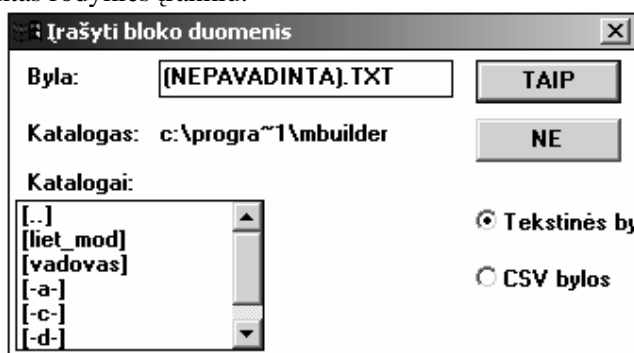 Įrašyti bloko duomenis
Byla: (NEPAVADINTA).TXT TAIP
Katalogas: c:\progra~1\mbuilder NE
Katalogai:
[..]
[liet_mod] Tekstinės by
[vadovas]
[-a-] CSV bylos
[-c-]
[-d-]